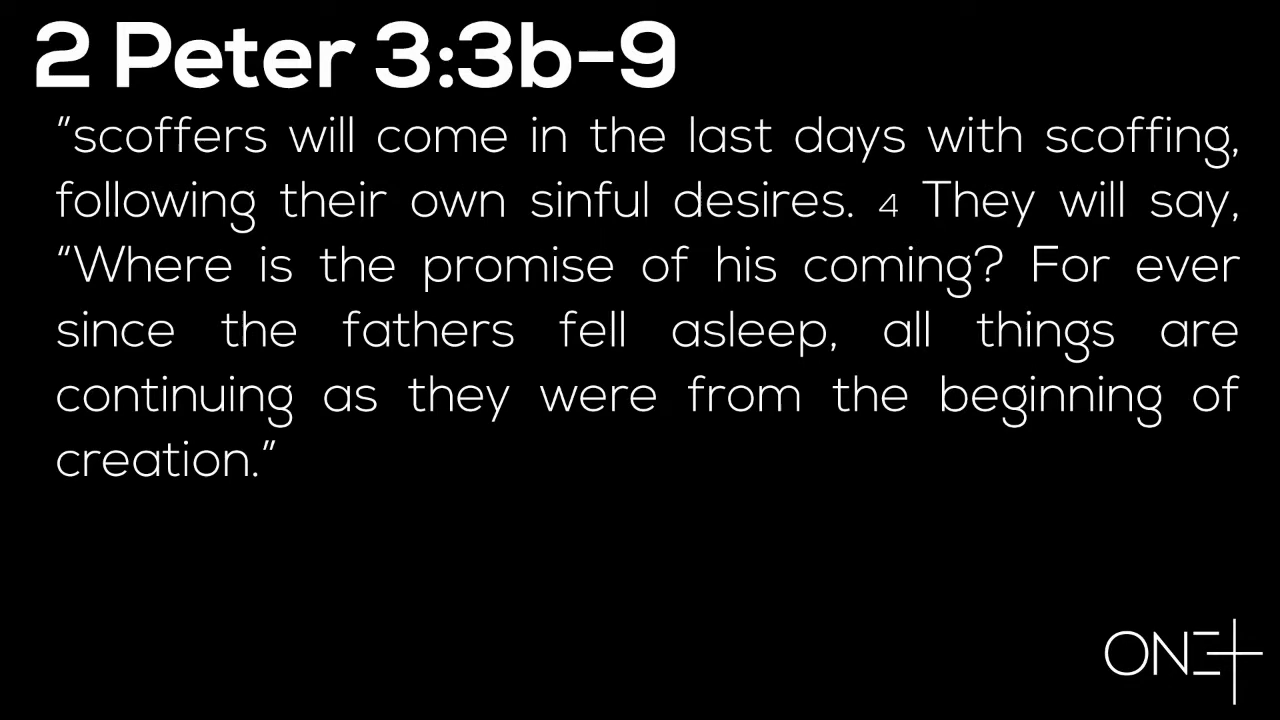 2 Peter 3:3b-9
"scoffers will come in the last days with scoffing,
following their own sinful desires. 4 They will say,
“Where is the promise of his coming? For ever
since the fathers fell asleep, all things are
continuing as they were from the beginning of
creation.”
ONE